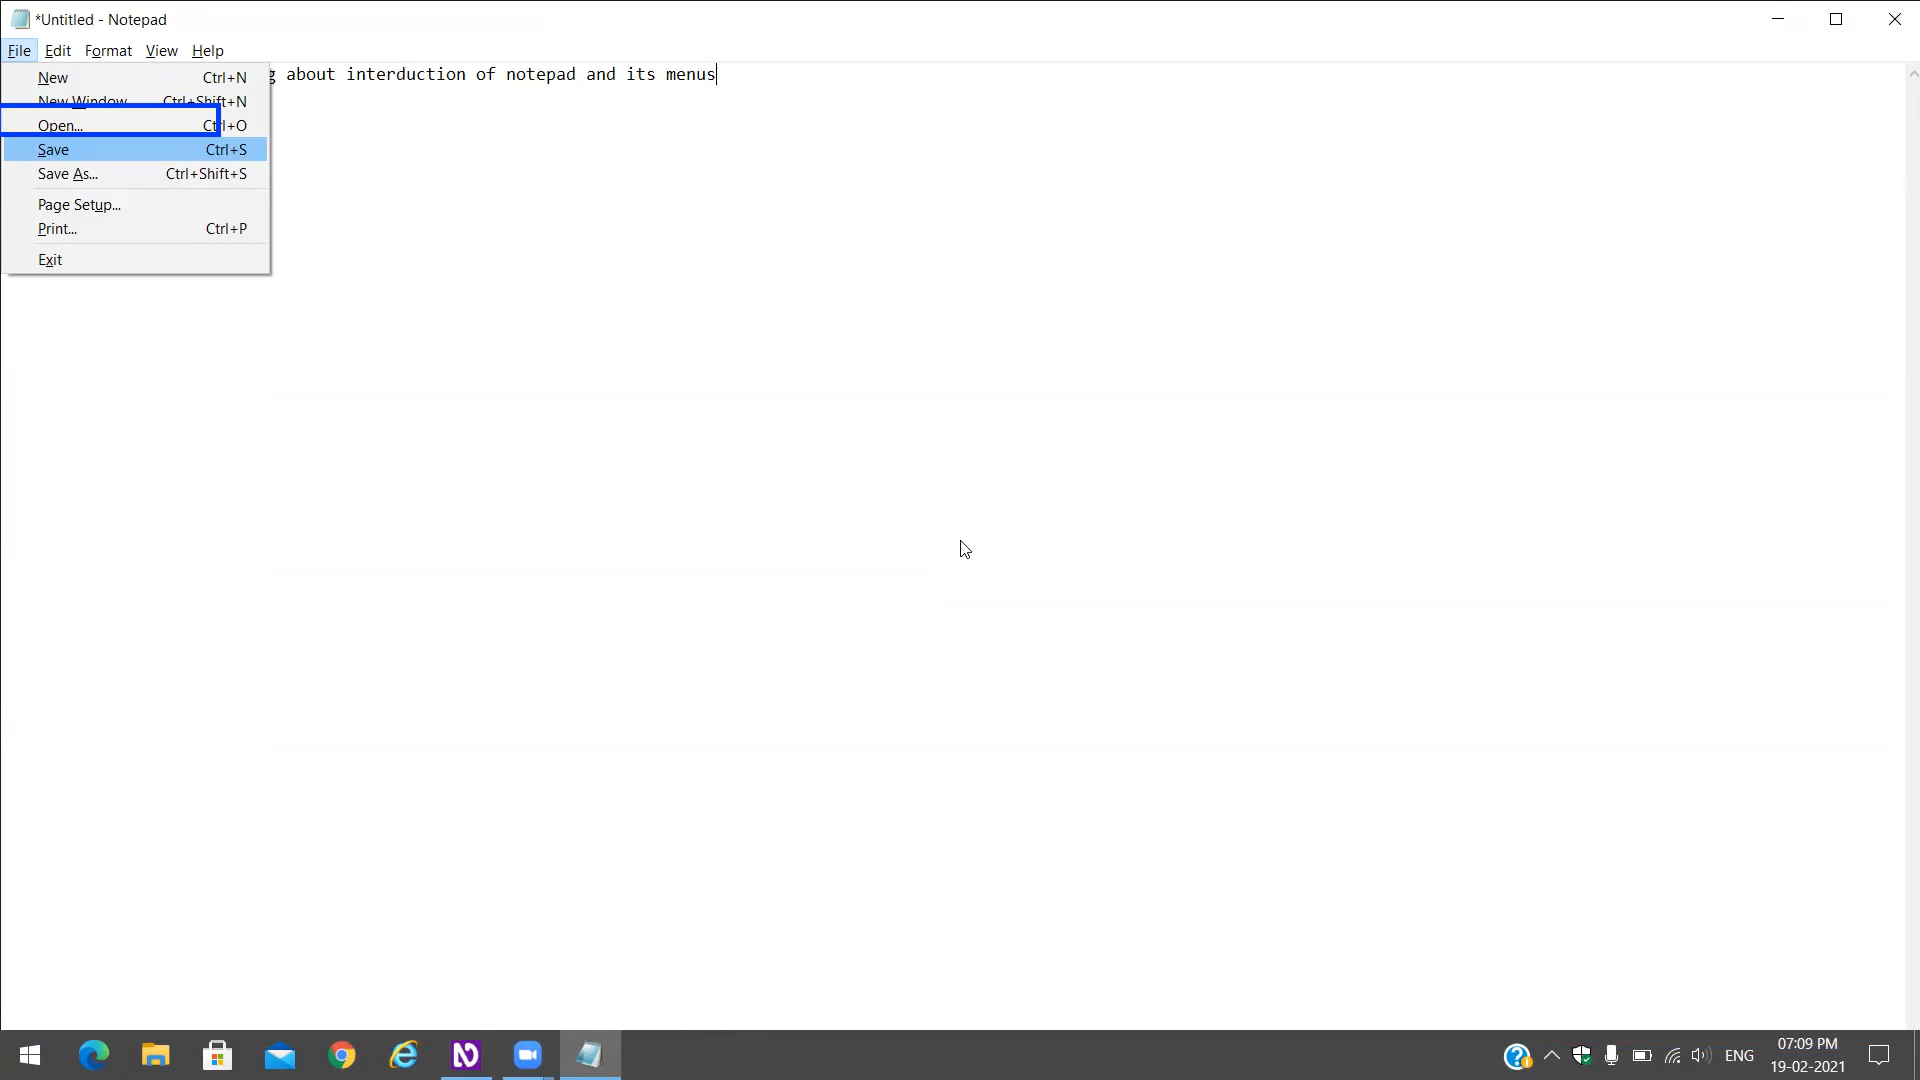 *Untitled - Notepad
File Edit Format View Help
about interduction of notepad and its menus
New Ctrl+N
New Window Ctrl+Shift+N
Open... Ctrl+O
Save Ctrl+S
Save As... Ctrl+Shift+S
Page Setup...
Print... Ctrl+P
Exit
ENG
07:09 PM
19-02-2021